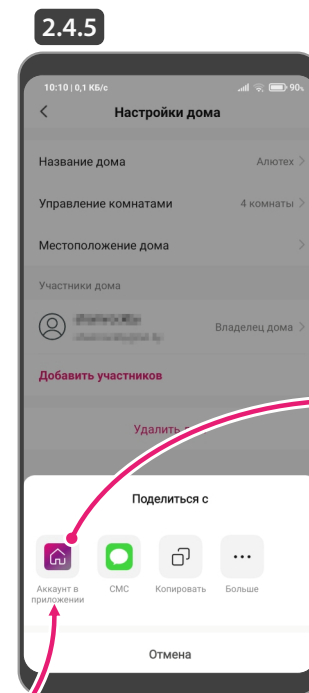 2.4.5
10:10 | 0,1 КБ/с 90%
Настройки дома
Название дома Алютех
Управление комнатами 4 комнаты
Местоположение дома
Участники дома
Владелец дома
Добавить участников
Удалить
Поделиться с
Аккаунт в приложении
СМС
Копировать
Больше
Отмена